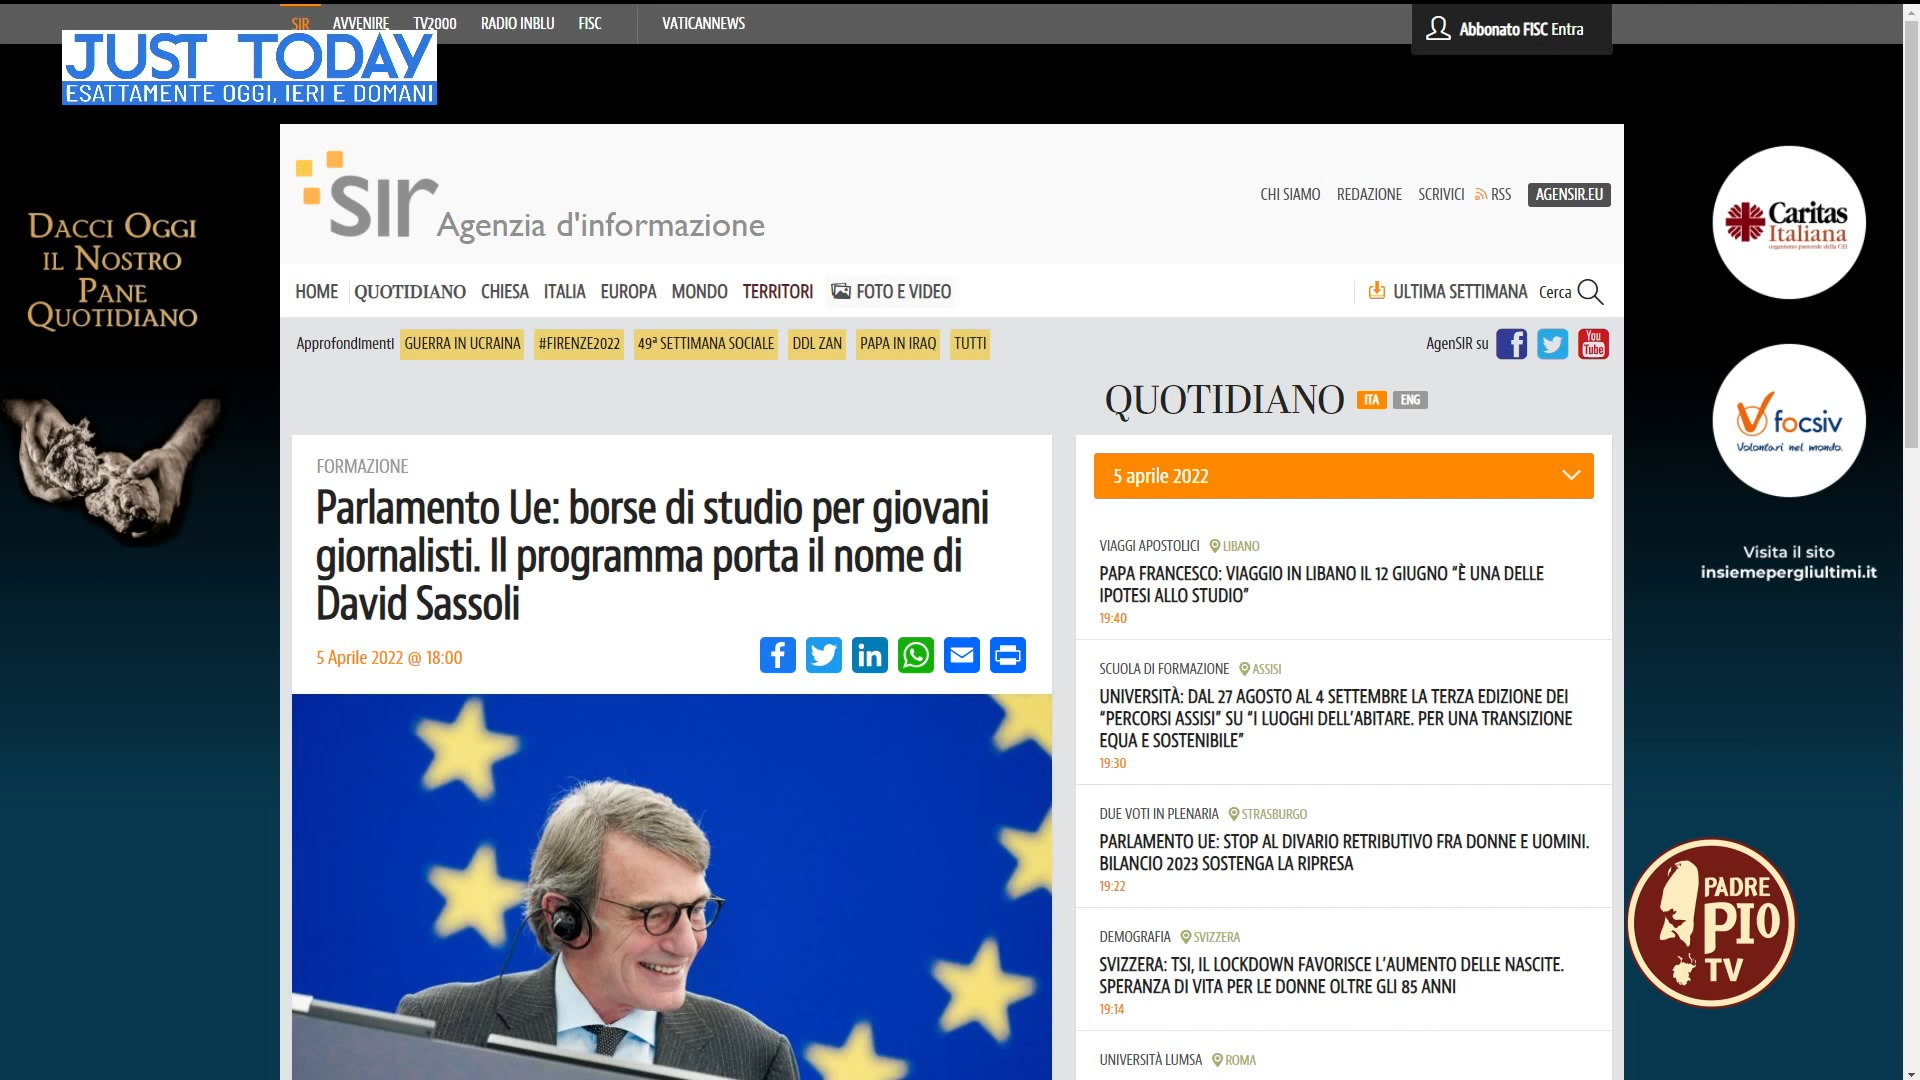 SIR AVVENIRE TV2000 RADIO INBLU FISC VATICANNEWS
Abbonato FISC Entra
JUST TODAY
ESATTAMENTE OGGI, IERI E DOMANI
sır Agenzia d'informazione
CHI SIAMO REDAZIONE SCRIVICI RSS AGENSIR.EU
DACCI OGGI
IL NOSTRO
PANE
QUOTIDIANO
Caritas
Italiana
organismo pastorale della CEI
HOME QUOTIDIANO CHIESA ITALIA EUROPA MONDO TERRITORI FOTO E VIDEO
ULTIMA SETTIMANA Cerca
Approfondimenti GUERRA IN UCRAINA #FIRENZE2022 49ª SETTIMANA SOCIALE DDL ZAN PAPA IN IRAQ TUTTI
AgenSIR su
You
Tube
QUOTIDIANO ITA ENG
focsiv
Volontari nel mondo.
FORMAZIONE
Parlamento Ue: borse di studio per giovani
giornalisti. Il programma porta il nome di
David Sassoli
5 Aprile 2022 @ 18:00
5 aprile 2022
VIAGGI APOSTOLICI LIBANO
PAPA FRANCESCO: VIAGGIO IN LIBANO IL 12 GIUGNO “È UNA DELLE
IPOTESI ALLO STUDIO”
19:40
SCUOLA DI FORMAZIONE ASSISI
UNIVERSITÀ: DAL 27 AGOSTO AL 4 SETTEMBRE LA TERZA EDIZIONE DEI
“PERCORSI ASSISI” SU “I LUOGHI DELL’ABITARE. PER UNA TRANSIZIONE
EQUA E SOSTENIBILE”
19:30
DUE VOTI IN PLENARIA STRASBURGO
PARLAMENTO UE: STOP AL DIVARIO RETRIBUTIVO FRA DONNE E UOMINI.
BILANCIO 2023 SOSTENGA LA RIPRESA
19:22
DEMOGRAFIA SVIZZERA
SVIZZERA: TSI, IL LOCKDOWN FAVORISCE L’AUMENTO DELLE NASCITE.
SPERANZA DI VITA PER LE DONNE OLTRE GLI 85 ANNI
19:14
UNIVERSITÀ LUMSA ROMA
Visita il sito
insiemepergliultimi.it
PADRE
PIO
TV